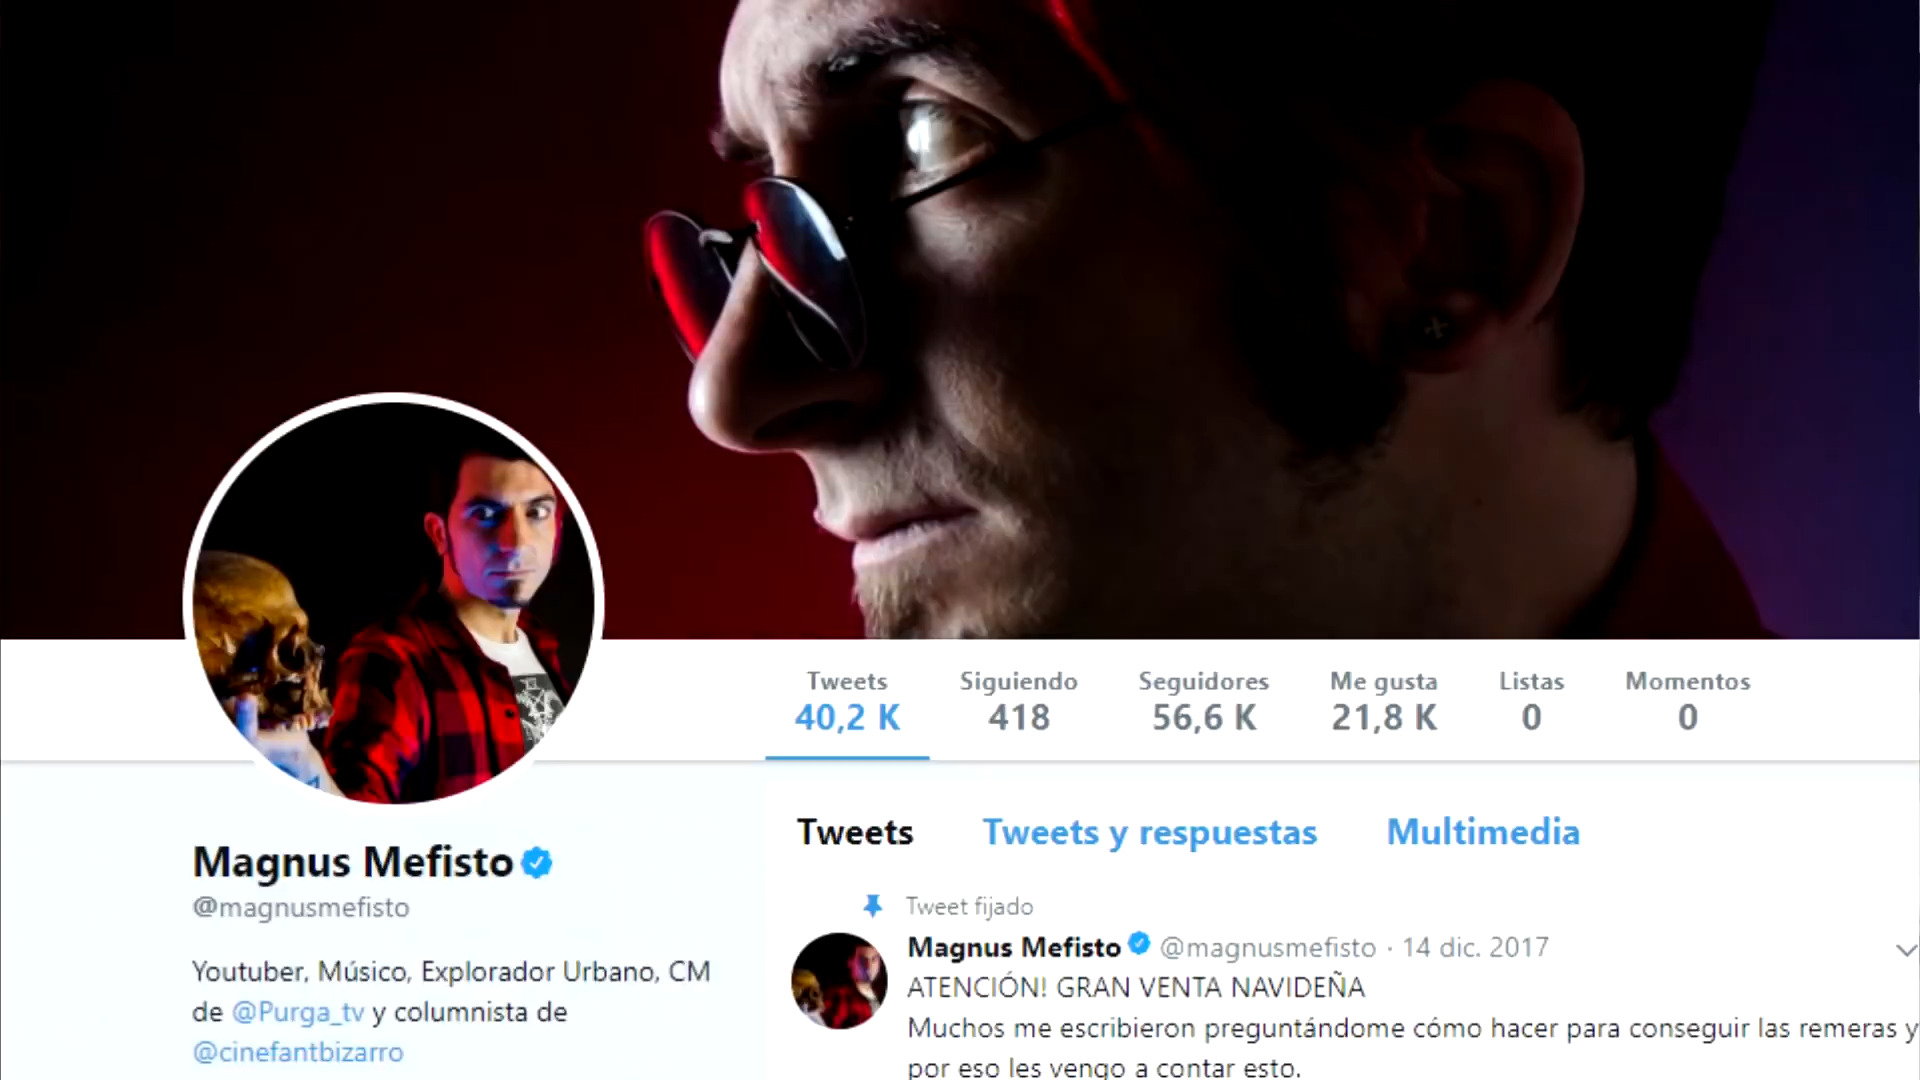 Tweets Siguiendo Seguidores Me gusta Listas Momentos
40,2 K 418 56,6 K 21,8 K 0 0
Magnus Mefisto
@magnusmefisto
Youtuber, Músico, Explorador Urbano, CM
de @Purga_tv y columnista de
@cinefantbizarro
Tweets Tweets y respuestas Multimedia
Tweet fijado
Magnus Mefisto @magnusmefisto · 14 dic. 2017
ATENCIÓN! GRAN VENTA NAVIDEÑA
Muchos me escribieron preguntándome cómo hacer para conseguir las remeras y
por eso les vengo a contar esto.